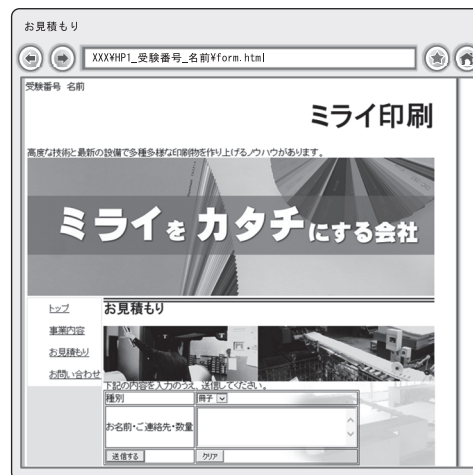 お見積もり
XXX¥HP1_受験番号_名前¥form.html
受験番号 名前
ミライ印刷
高度な技術と最新の設備で多種多様な印刷物を作り上げるノウハウがあります。
ミライをカタチにする会社
トップ
事業内容
お見積もり
お問い合わせ
お見積もり
下記の内容を入力のうえ、送信してください。
種別 冊子
お名前・ご連絡先・数量
送信する クリア